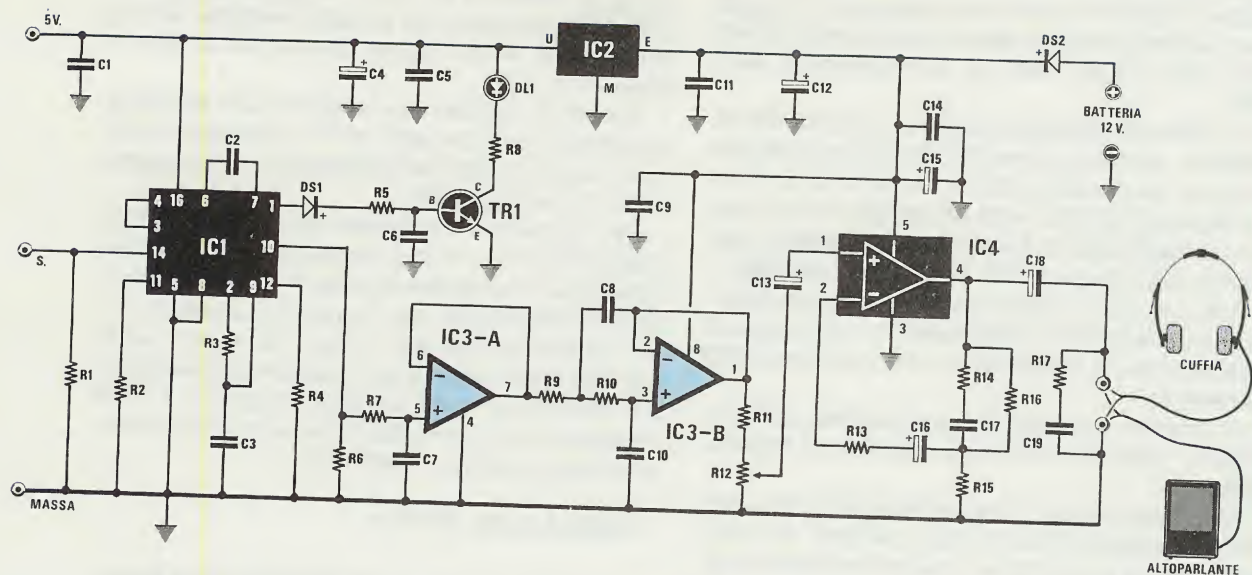 5V.
C1
C4
+
C5
DL1
R8
U
IC2
E
M
C11
C12
+
C14
C15
+
DS2
+
BATTERIA
12 V.
C2
4
16
6
7
1
3
IC1
10
14
11
5
8
2
9
12
S.
DS1
+
R5
B
C
TR1
E
C6
C9
R1
R2
R3
C3
R4
R6
R7
C7
IC3-A
6
5
7
4
R9
C8
R10
C10
2
3
8
1
IC3-B
R11
R12
C13
+
1
2
5
IC4
4
3
R13
C16
+
R14
C17
R16
R15
C18
+
R17
C19
CUFFIA
ALTOPARLANTE
MASSA